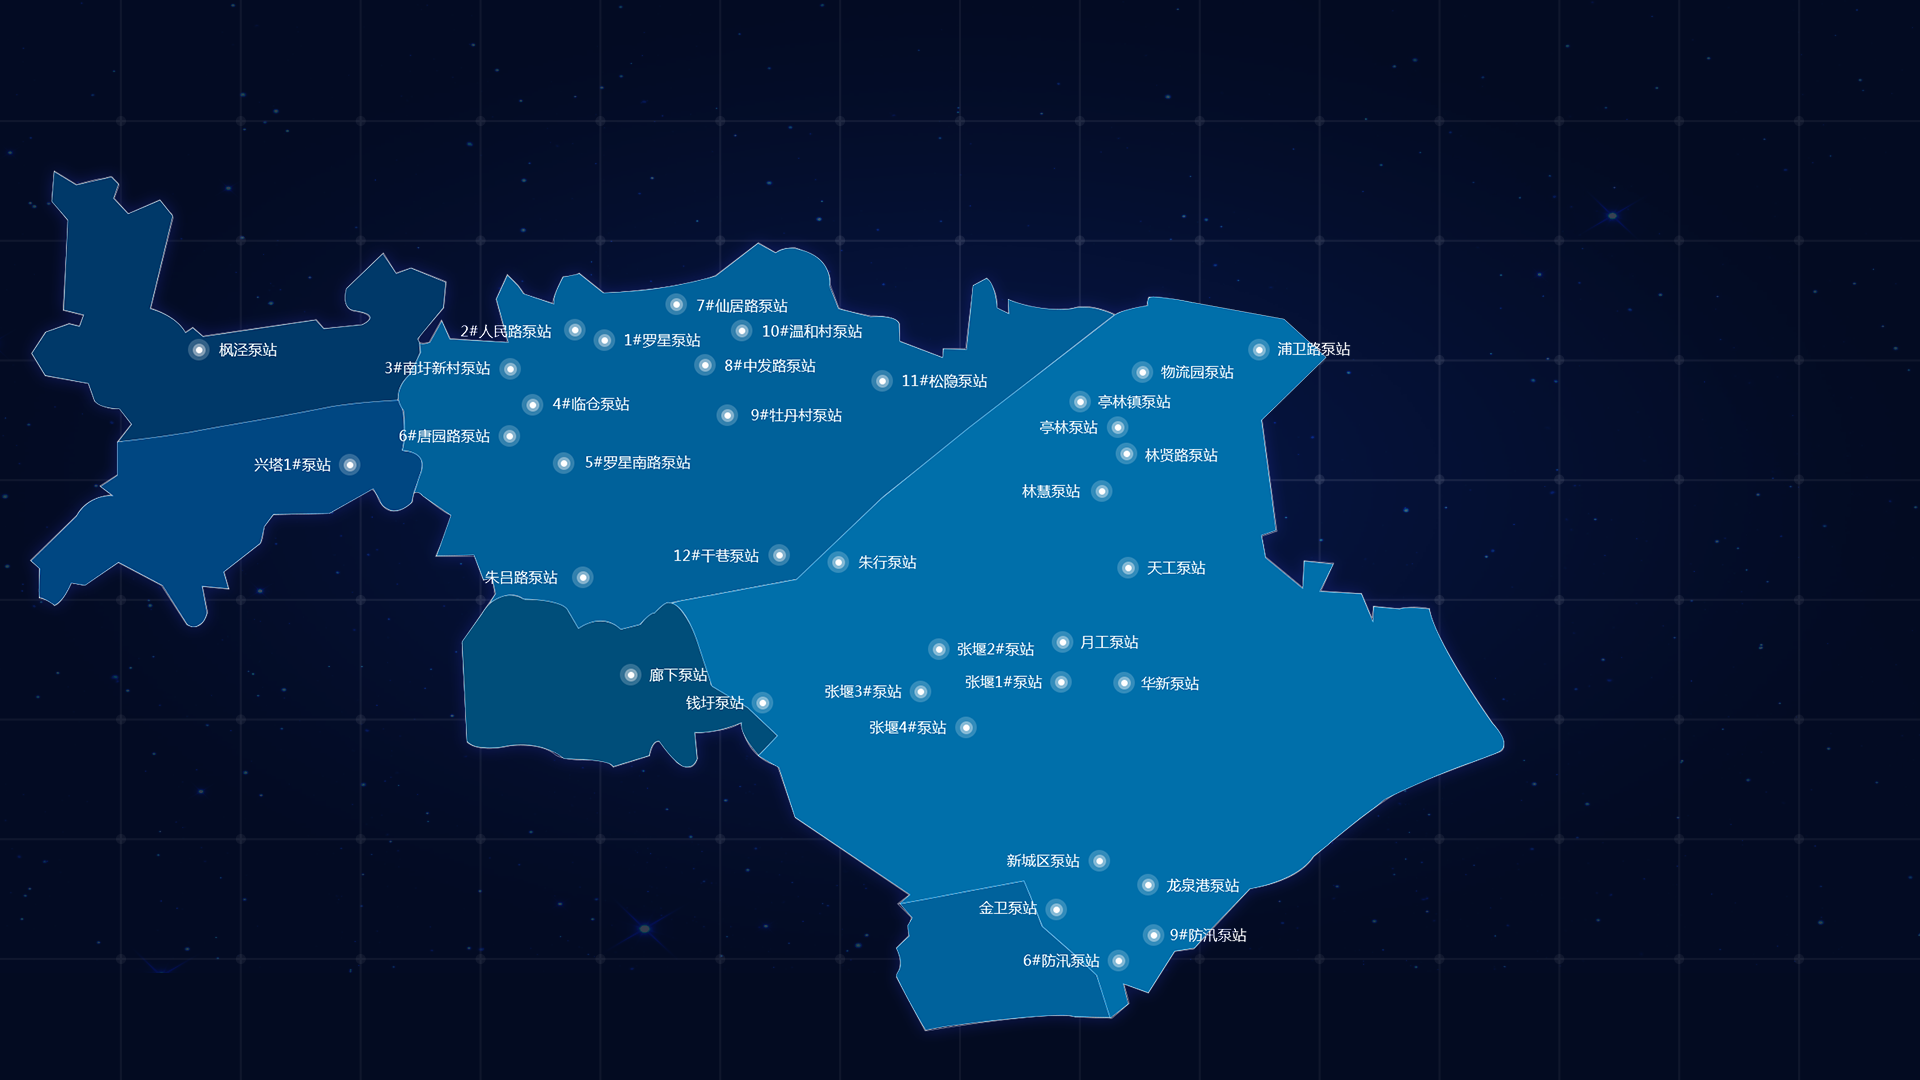 7#仙居路泵站
2#人民路泵站
10#温和村泵站
1#罗星泵站
枫泾泵站
浦卫路泵站
3#南圩新村泵站
8#中发路泵站
物流园泵站
11#松隐泵站
4#临仓泵站
亭林镇泵站
9#牡丹村泵站
亭林泵站
6#唐园路泵站
林贤路泵站
兴塔1#泵站
5#罗星南路泵站
林慧泵站
12#干巷泵站
朱行泵站
天工泵站
朱吕路泵站
月工泵站
张堰2#泵站
廊下泵站
张堰1#泵站
华新泵站
张堰3#泵站
钱圩泵站
张堰4#泵站
新城区泵站
龙泉港泵站
金卫泵站
9#防汛泵站
6#防汛泵站